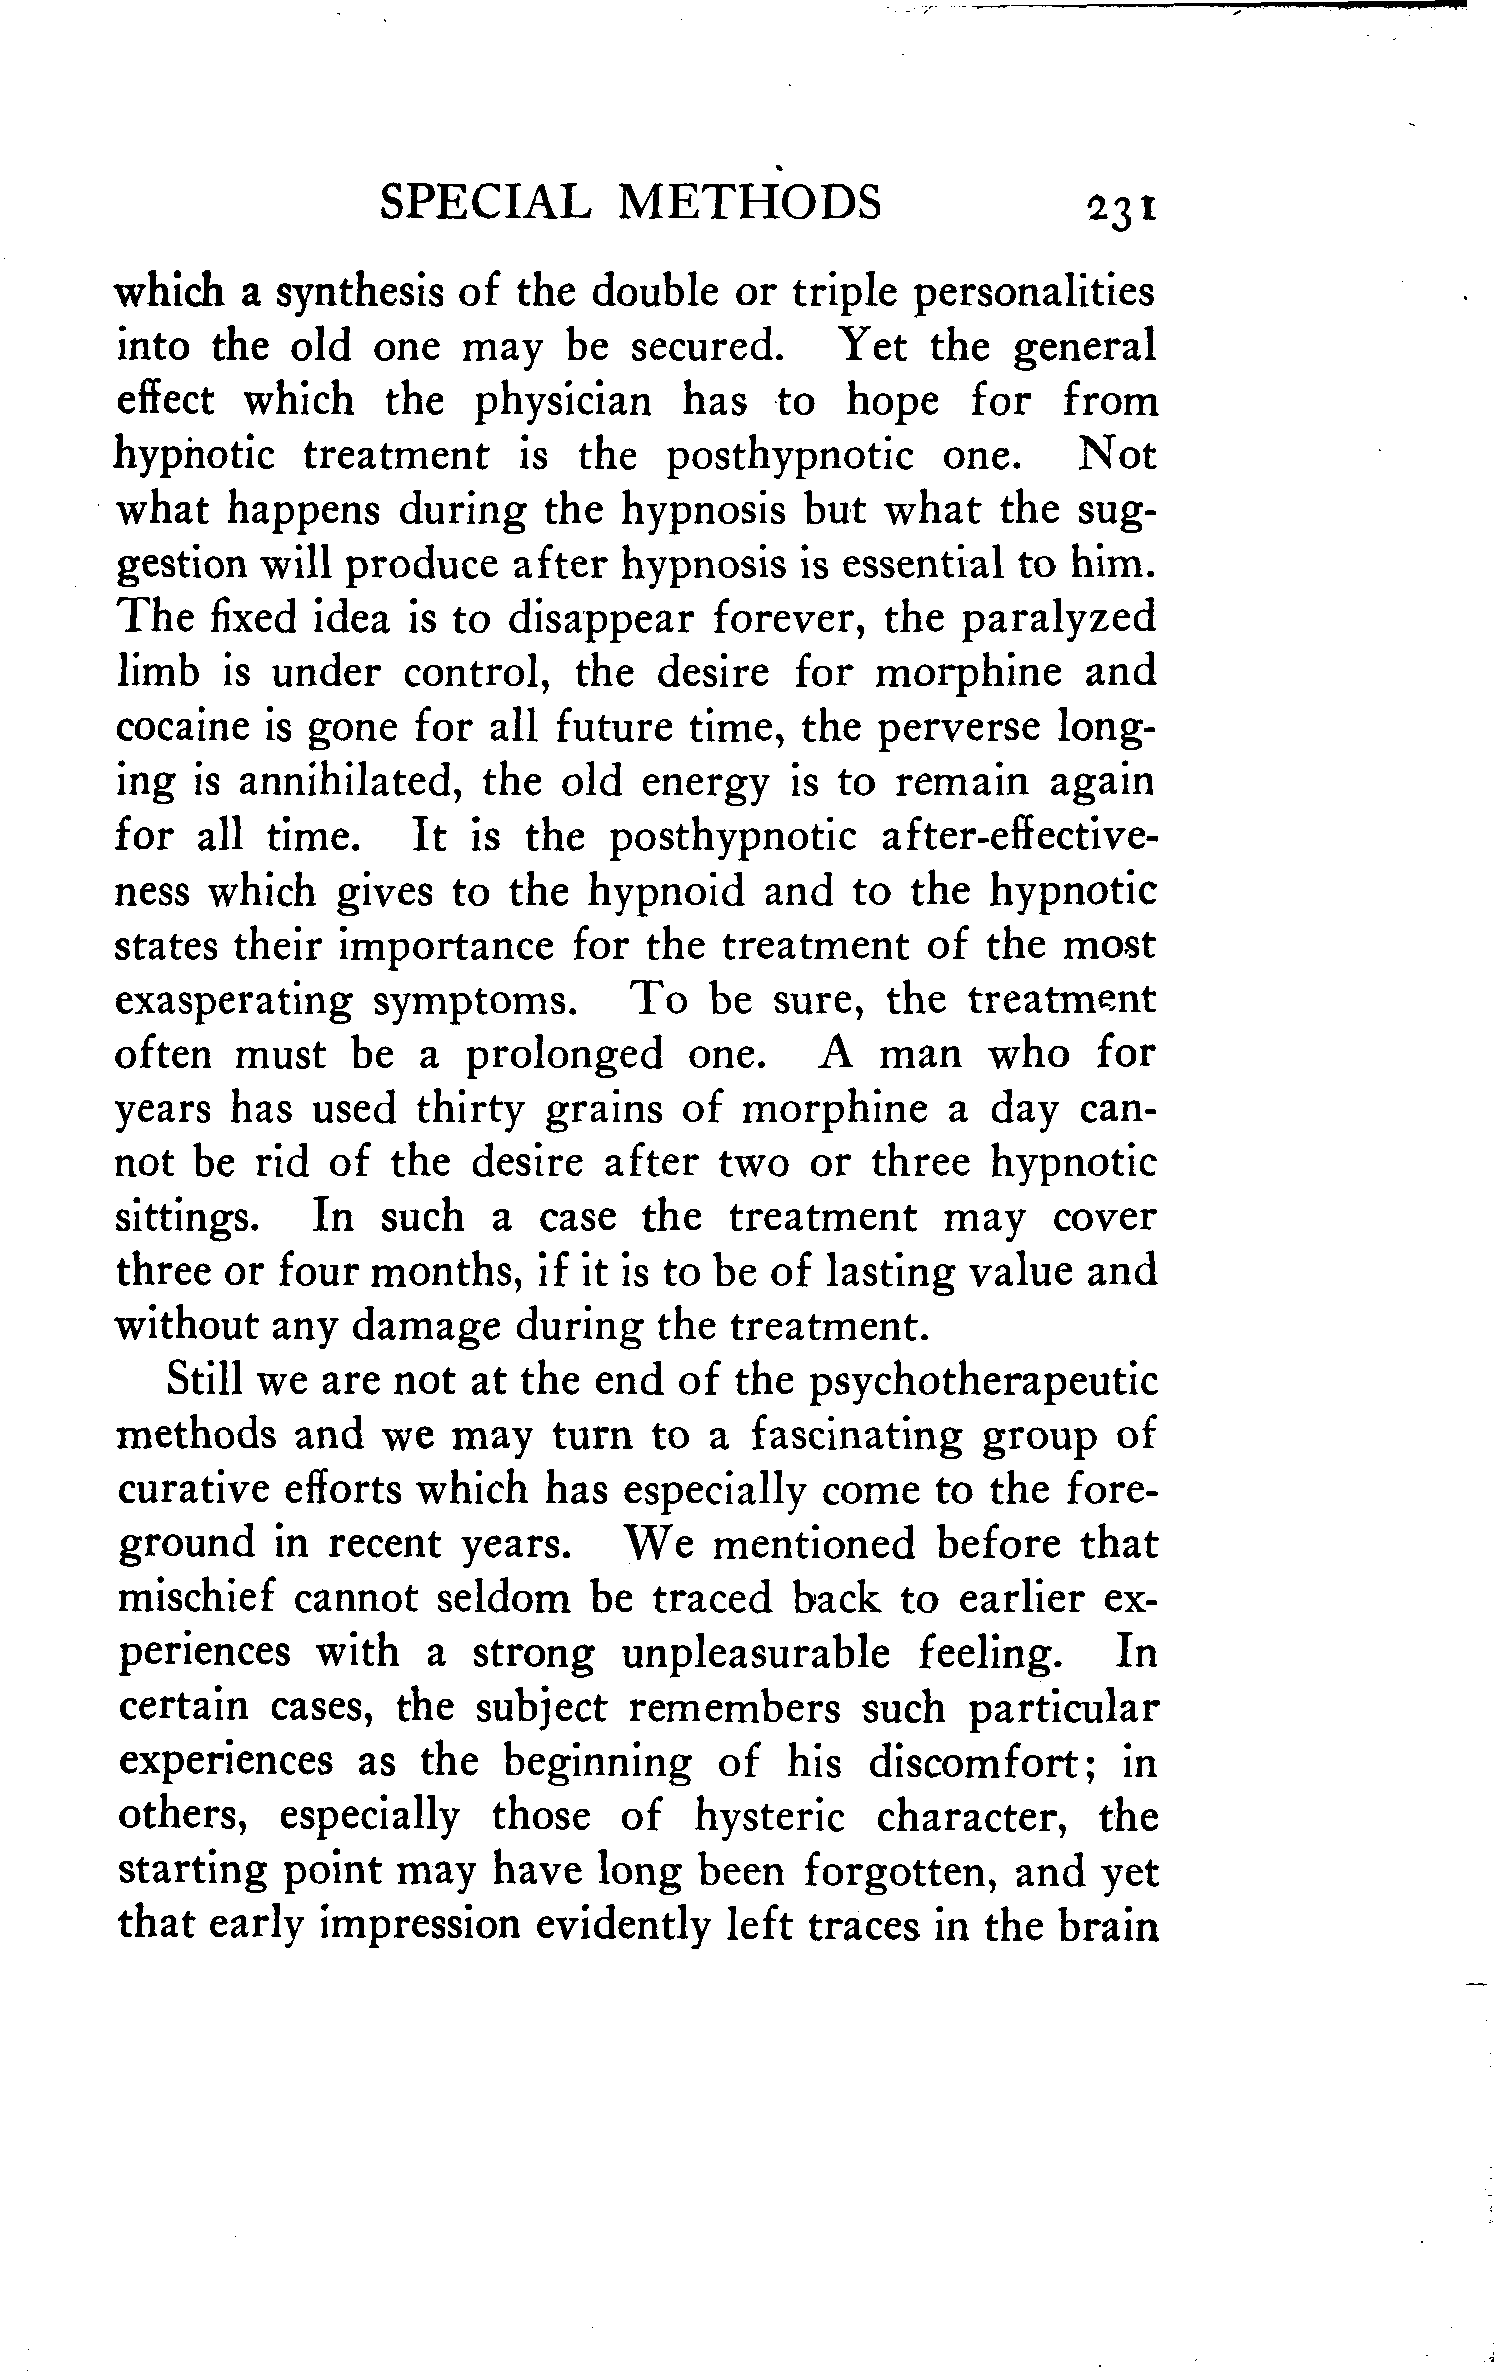 SPECIAL METHODS 231
which a synthesis of the double or triple personalities
into the old one may be secured. Yet the general
effect which the physician has to hope for from
hypnotic treatment is the posthypnotic one. Not
what happens during the hypnosis but what the sug-
gestion will produce after hypnosis is essential to him.
The fixed idea is to disappear forever, the paralyzed
limb is under control, the desire for morphine and
cocaine is gone for all future time, the perverse long-
ing is annihilated, the old energy is to remain again
for all time. It is the posthypnotic after-effective-
ness which gives to the hypnoid and to the hypnotic
states their importance for the treatment of the most
exasperating symptoms. To be sure, the treatment
often must be a prolonged one. A man who for
years has used thirty grains of morphine a day can-
not be rid of the desire after two or three hypnotic
sittings. In such a case the treatment may cover
three or four months, if it is to be of lasting value and
without any damage during the treatment.
Still we are not at the end of the psychotherapeutic
methods and we may turn to a fascinating group of
curative efforts which has especially come to the fore-
ground in recent years. We mentioned before that
mischief cannot seldom be traced back to earlier ex-
periences with a strong unpleasurable feeling. In
certain cases, the subject remembers such particular
experiences as the beginning of his discomfort; in
others, especially those of hysteric character, the
starting point may have long been forgotten, and yet
that early impression evidently left traces in the brain